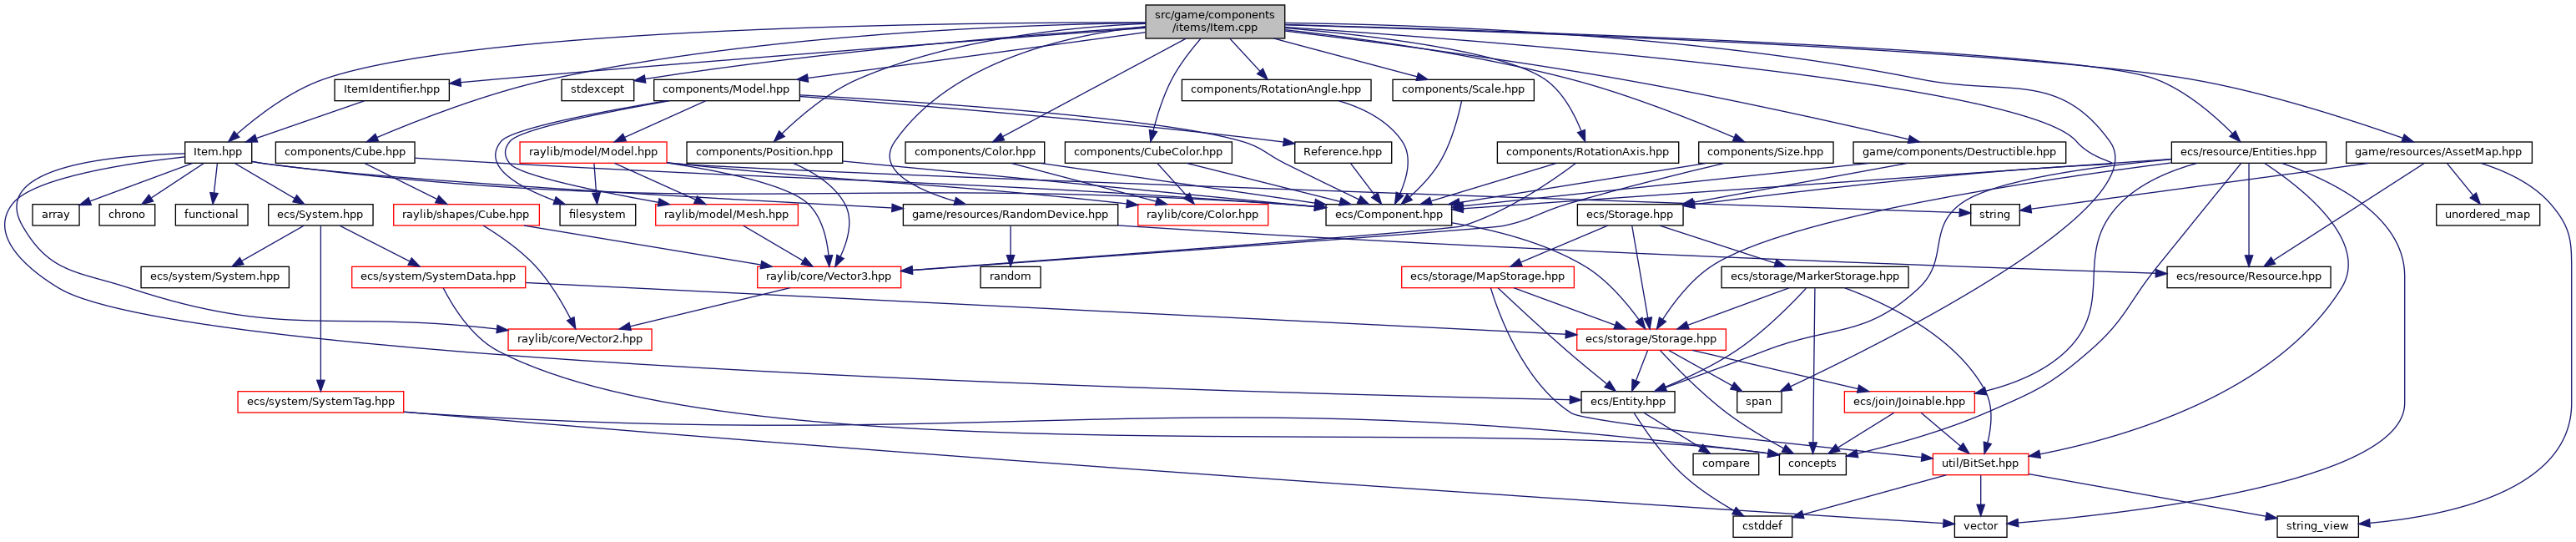 src/game/components
/items/Item.cpp
ItemIdentifier.hpp
stdexcept
components/Model.hpp
components/RotationAngle.hpp
components/Scale.hpp
Item.hpp
components/Cube.hpp
raylib/model/Model.hpp
components/Position.hpp
components/Color.hpp
components/CubeColor.hpp
Reference.hpp
components/RotationAxis.hpp
components/Size.hpp
game/components/Destructible.hpp
ecs/resource/Entities.hpp
game/resources/AssetMap.hpp
array
chrono
functional
ecs/System.hpp
raylib/shapes/Cube.hpp
filesystem
raylib/model/Mesh.hpp
game/resources/RandomDevice.hpp
raylib/core/Color.hpp
ecs/Component.hpp
ecs/Storage.hpp
string
unordered_map
ecs/system/System.hpp
ecs/system/SystemData.hpp
raylib/core/Vector3.hpp
random
ecs/storage/MapStorage.hpp
ecs/storage/MarkerStorage.hpp
ecs/resource/Resource.hpp
raylib/core/Vector2.hpp
ecs/storage/Storage.hpp
ecs/system/SystemTag.hpp
ecs/Entity.hpp
span
ecs/join/Joinable.hpp
compare
concepts
util/BitSet.hpp
cstddef
vector
string_view